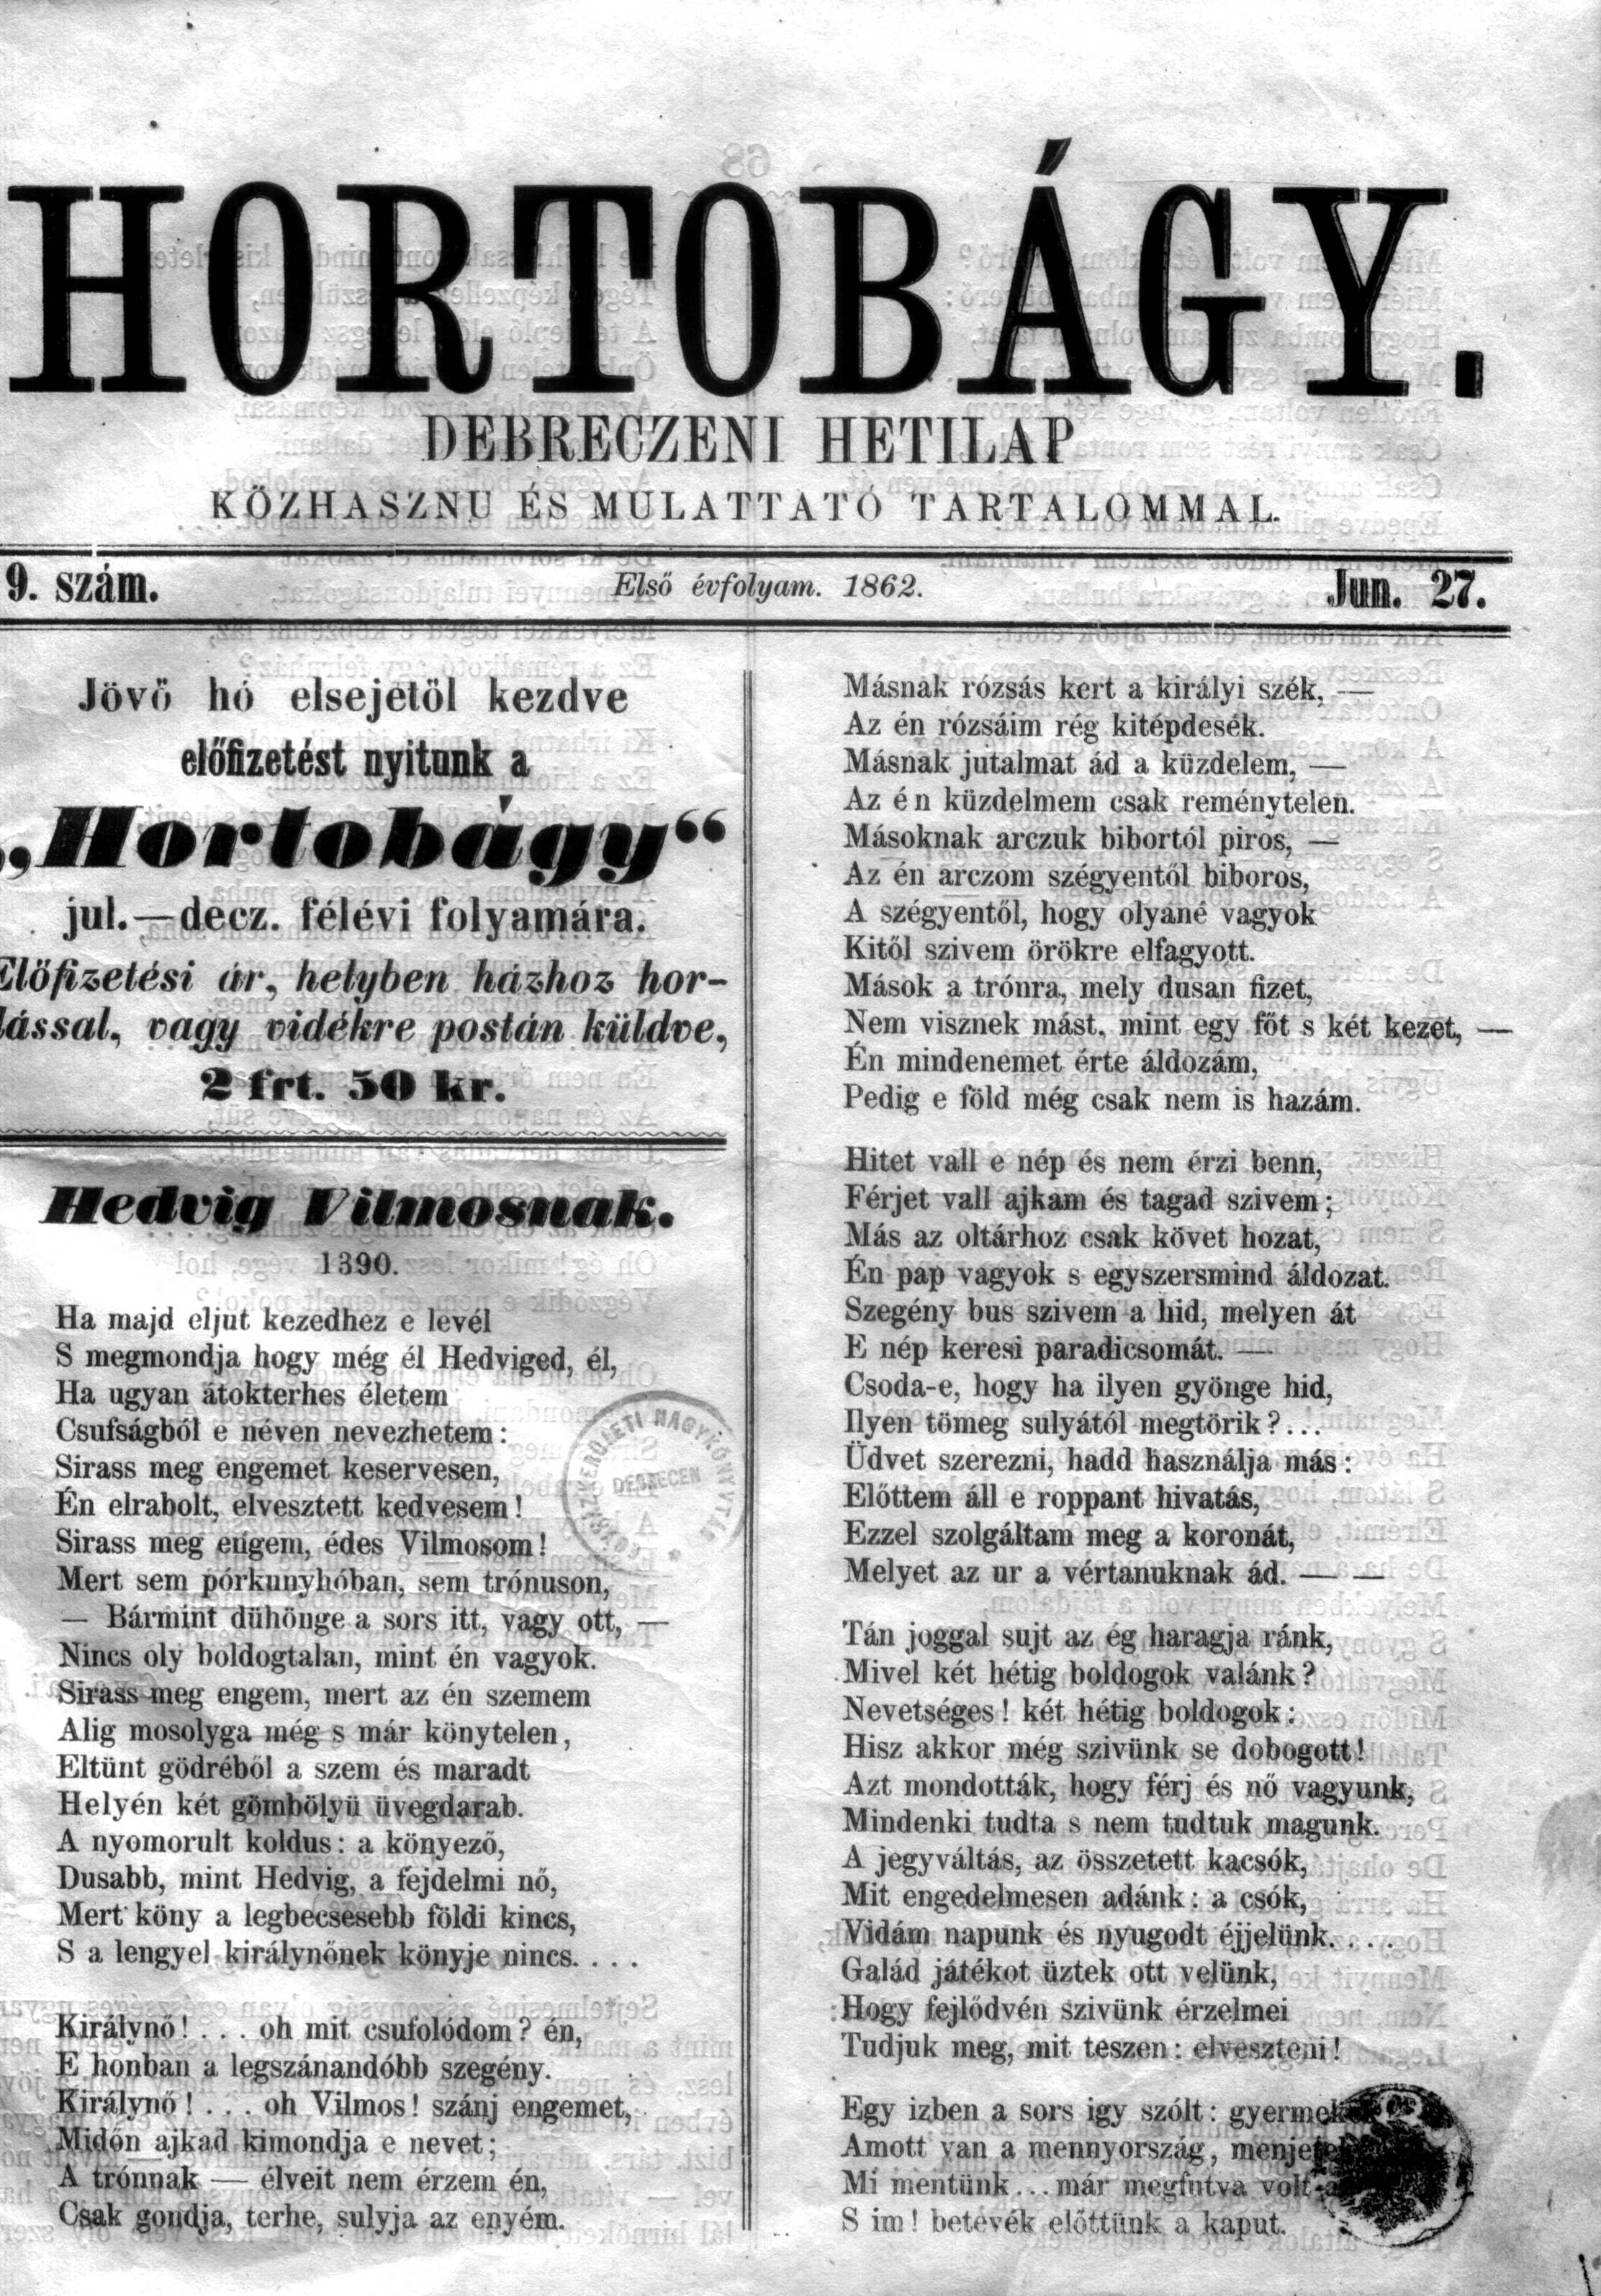 HORTOBÁGY.
DEBRECZENI HETILAP
KÖZHASZNU ÉS MULATTATÓ TARTALOMMAL.
9. szám.
Első évfolyam. 1862.
Jun. 27.
Jövő hó elsejétől kezdve
előfizetést nyitunk a
„Hortobágy“
jul.—decz. félévi folyamára.
Előfizetési ár, helyben házhoz hor-
dással, vagy vidékre postán küldve,
2 frt. 50 kr.
Hedvig Vilmosnak.
1390.
Ha majd eljut kezedhez e levél
S megmondja hogy még él Hedviged, él,
Ha ugyan átokterhes életem
Csufságból e néven nevezhetem:
Sirass meg engemet keservesen,
Én elrabolt, elvesztett kedvesem!
Sirass meg engem, édes Vilmosom!
Mert sem pórkunyhóban, sem trónuson,
— Bármint dühönge a sors itt, vagy ott, —
Nincs oly boldogtalan, mint én vagyok.
Sirass meg engem, mert az én szemem
Alig mosolyga még s már könytelen,
Eltünt gödréből a szem és maradt
Helyén két gömbölyü üvegdarab.
A nyomorult koldus: a könyező,
Dusabb, mint Hedvig, a fejdelmi nő,
Mert köny a legbecsesebb földi kincs,
S a lengyel királynőnek könyje nincs. . . .
Királynő! . . . oh mit csufolódom? én,
E honban a legszánandóbb szegény.
Királynő! . . . oh Vilmos! szánj engemet,
Midőn ajkad kimondja e nevet;
A trónnak — élveit nem érzem én,
Csak gondja, terhe, sulyja az enyém.
EGYHÁZKERÜLETI NAGYKÖNYVTÁR
DEBRECEN
Másnak rózsás kert a királyi szék, —
Az én rózsáim rég kitépdesék.
Másnak jutalmat ád a küzdelem, —
Az én küzdelmem csak reménytelen.
Másoknak arczuk bibortól piros, —
Az én arczom szégyentől biboros,
A szégyentől, hogy olyané vagyok
Kitől szivem örökre elfagyott.
Mások a trónra, mely dusan fizet,
Nem visznek mást, mint egy főt s két kezet, —
Én mindenemet érte áldozám,
Pedig e föld még csak nem is hazám.
Hitet vall e nép és nem érzi benn,
Férjet vall ajkam és tagad szivem;
Más az oltárhoz csak követ hozat,
Én pap vagyok s egyszersmind áldozat.
Szegény bus szivem a hid, melyen át
E nép keresi paradicsomát. —
Csoda-e, hogy ha ilyen gyönge hid,
Ilyen tömeg sulyától megtörik?...
Üdvet szerezni, hadd használja más:
Előttem áll e roppant hivatás,
Ezzel szolgáltam meg a koronát,
Melyet az ur a vértanuknak ád. — —
Tán joggal sujt az ég haragja ránk,
Mivel két hétig boldogok valánk?
Nevetséges! két hétig boldogok:
Hisz akkor még szivünk se dobogott!
Azt mondották, hogy férj és nő vagyunk,
Mindenki tudta s nem tudtuk magunk.
A jegyváltás, az összetett kacsók,
Mit engedelmesen adánk: a csók,
Vidám napunk és nyugodt éjjelünk. . . .
Galád játékot üztek ott velünk,
Hogy fejlődvén szivünk érzelmei
Tudjuk meg, mit teszen: elveszteni!
Egy izben a sors igy szólt:
Amott van a mennyország,
Mi mentünk... már megfutva volt
S im! betévék előttünk a kaput.